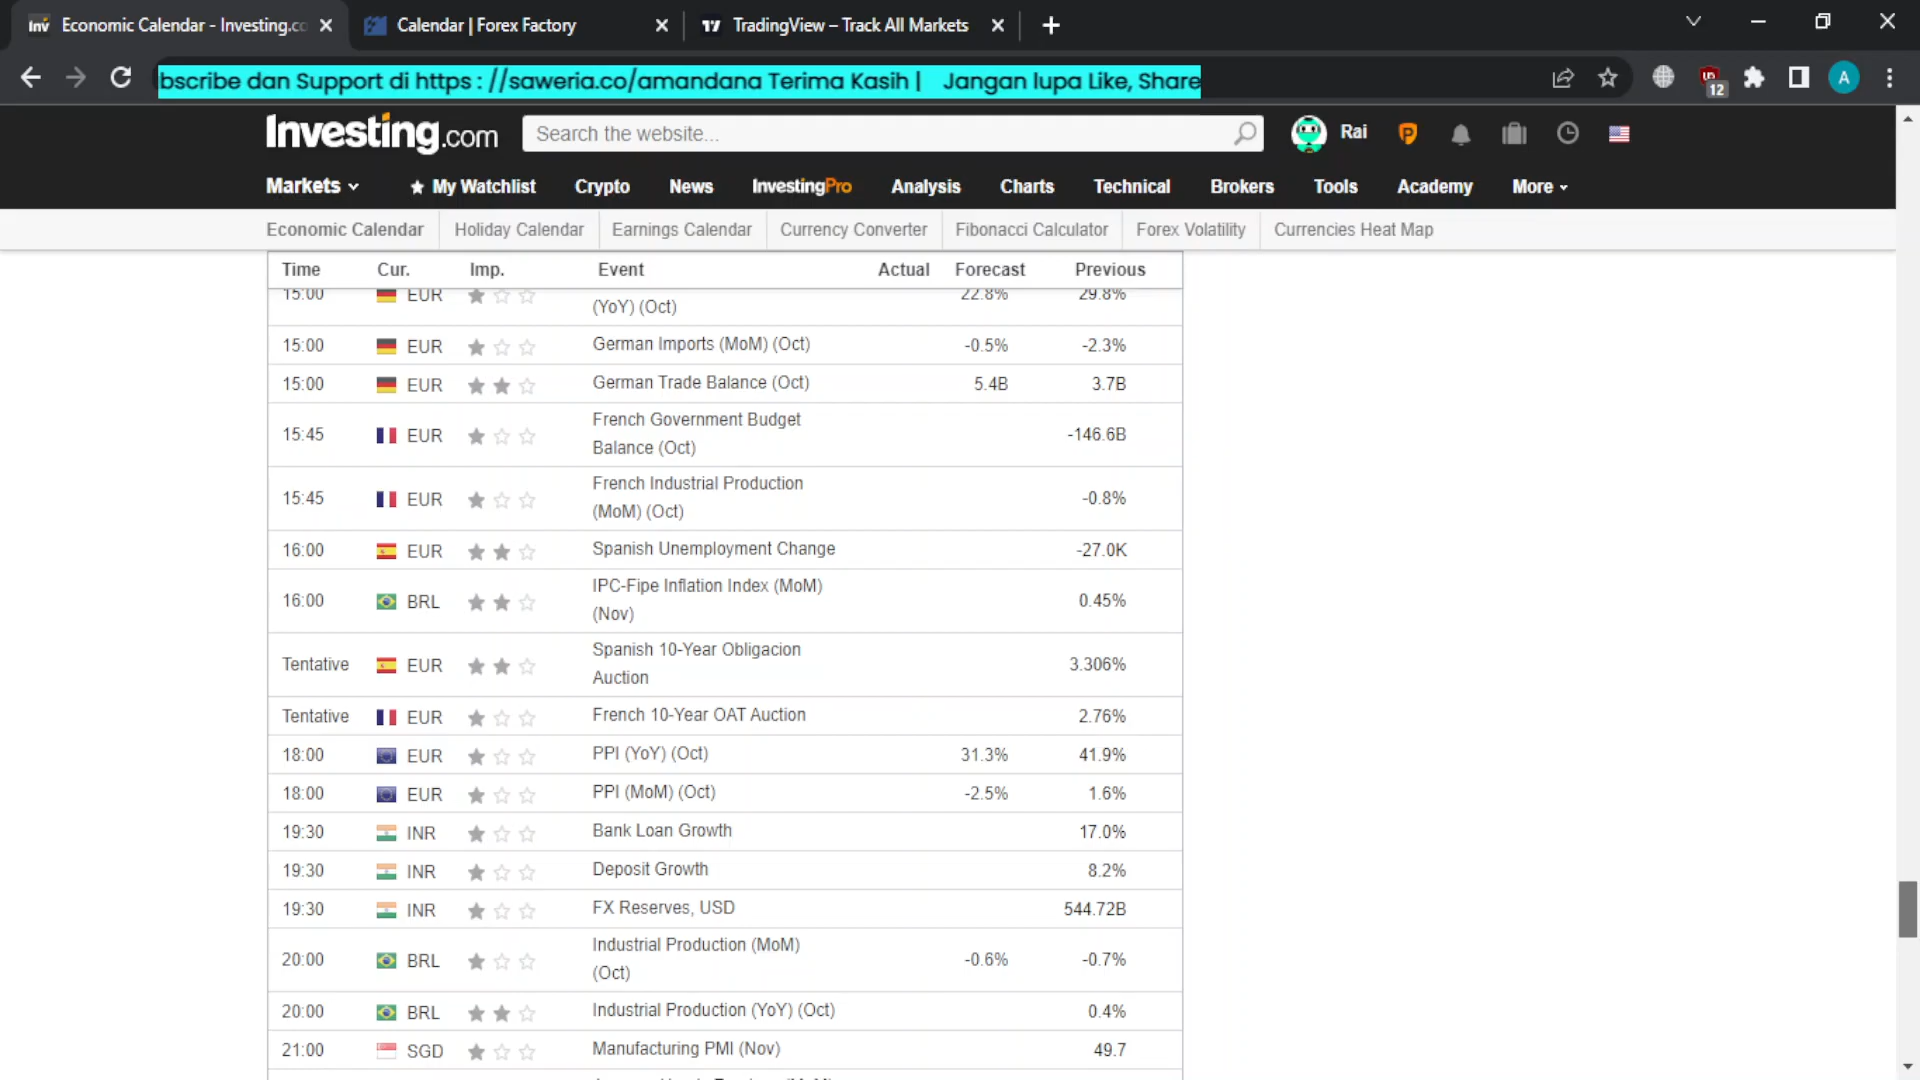 Economic Calendar - Investing.co
Calendar | Forex Factory
TradingView – Track All Markets
bscribe dan Support di https : //saweria.co/amandana Terima Kasih | Jangan lupa Like, Share
12
A
Investing.com
Search the website...
Rai
Markets
My Watchlist
Crypto
News
InvestingPro
Analysis
Charts
Technical
Brokers
Tools
Academy
More
Economic Calendar
Holiday Calendar
Earnings Calendar
Currency Converter
Fibonacci Calculator
Forex Volatility
Currencies Heat Map
Time Cur. Imp. Event Actual Forecast Previous
15:00 EUR (YoY) (Oct) 22.8% 29.8%
15:00 EUR German Imports (MoM) (Oct) -0.5% -2.3%
15:00 EUR German Trade Balance (Oct) 5.4B 3.7B
15:45 EUR French Government Budget
Balance (Oct) -146.6B
15:45 EUR French Industrial Production
(MoM) (Oct) -0.8%
16:00 EUR Spanish Unemployment Change -27.0K
16:00 BRL IPC-Fipe Inflation Index (MoM)
(Nov) 0.45%
Tentative EUR Spanish 10-Year Obligacion
Auction 3.306%
Tentative EUR French 10-Year OAT Auction 2.76%
18:00 EUR PPI (YoY) (Oct) 31.3% 41.9%
18:00 EUR PPI (MoM) (Oct) -2.5% 1.6%
19:30 INR Bank Loan Growth 17.0%
19:30 INR Deposit Growth 8.2%
19:30 INR FX Reserves, USD 544.72B
20:00 BRL Industrial Production (MoM)
(Oct) -0.6% -0.7%
20:00 BRL Industrial Production (YoY) (Oct) 0.4%
21:00 SGD Manufacturing PMI (Nov) 49.7